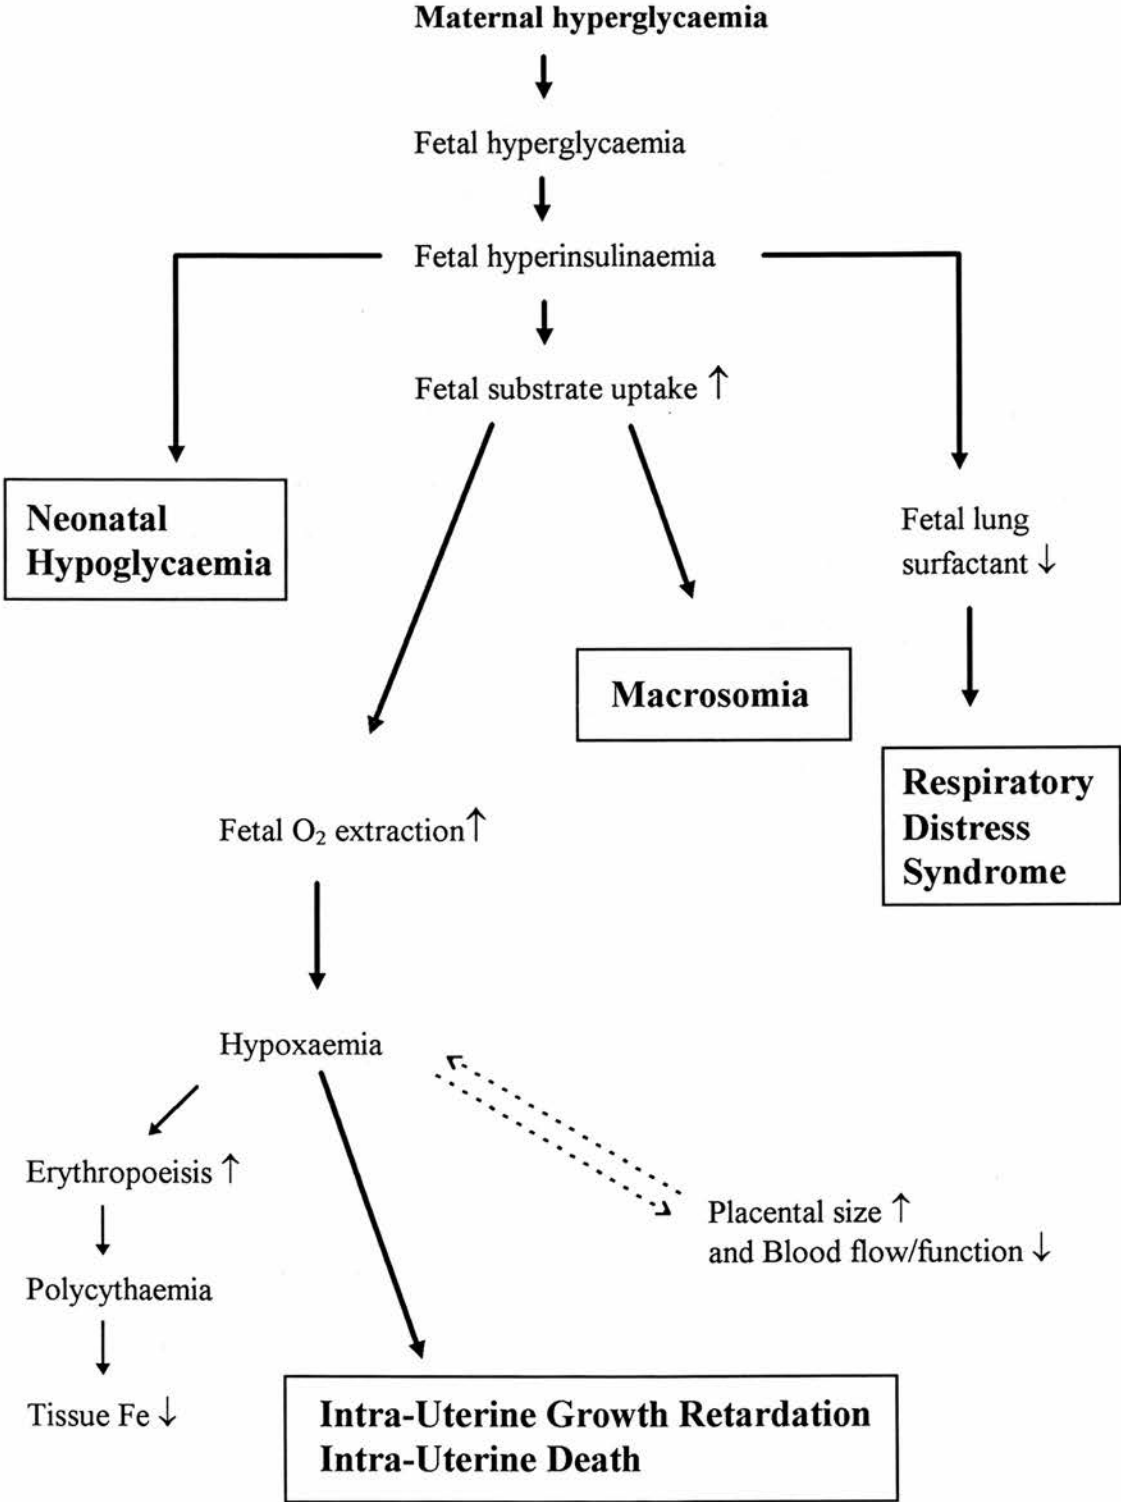 Maternal hyperglycaemia
Fetal hyperglycaemia
Fetal hyperinsulinaemia
Fetal substrate uptake ↑
Neonatal
Hypoglycaemia
Fetal lung
surfactant ↓
Macrosomia
Respiratory
Distress
Syndrome
Fetal O₂ extraction↑
Hypoxaemia
Erythropoeisis ↑
Placental size ↑
and Blood flow/function ↓
Polycythaemia
Tissue Fe ↓
Intra-Uterine Growth Retardation
Intra-Uterine Death